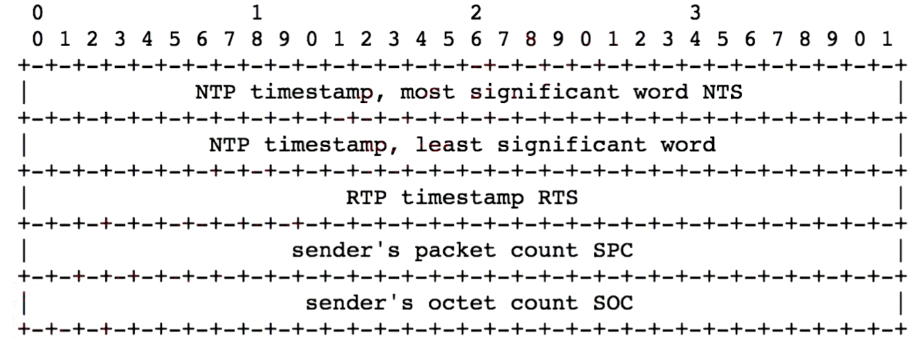 0                   1                   2                   3
0 1 2 3 4 5 6 7 8 9 0 1 2 3 4 5 6 7 8 9 0 1 2 3 4 5 6 7 8 9 0 1
+-+-+-+-+-+-+-+-+-+-+-+-+-+-+-+-+-+-+-+-+-+-+-+-+-+-+-+-+-+-+-+-+
| NTP timestamp, most significant word NTS |
+-+-+-+-+-+-+-+-+-+-+-+-+-+-+-+-+-+-+-+-+-+-+-+-+-+-+-+-+-+-+-+-+
| NTP timestamp, least significant word |
+-+-+-+-+-+-+-+-+-+-+-+-+-+-+-+-+-+-+-+-+-+-+-+-+-+-+-+-+-+-+-+-+
| RTP timestamp RTS |
+-+-+-+-+-+-+-+-+-+-+-+-+-+-+-+-+-+-+-+-+-+-+-+-+-+-+-+-+-+-+-+-+
| sender's packet count SPC |
+-+-+-+-+-+-+-+-+-+-+-+-+-+-+-+-+-+-+-+-+-+-+-+-+-+-+-+-+-+-+-+-+
| sender's octet count SOC |
+-+-+-+-+-+-+-+-+-+-+-+-+-+-+-+-+-+-+-+-+-+-+-+-+-+-+-+-+-+-+-+-+